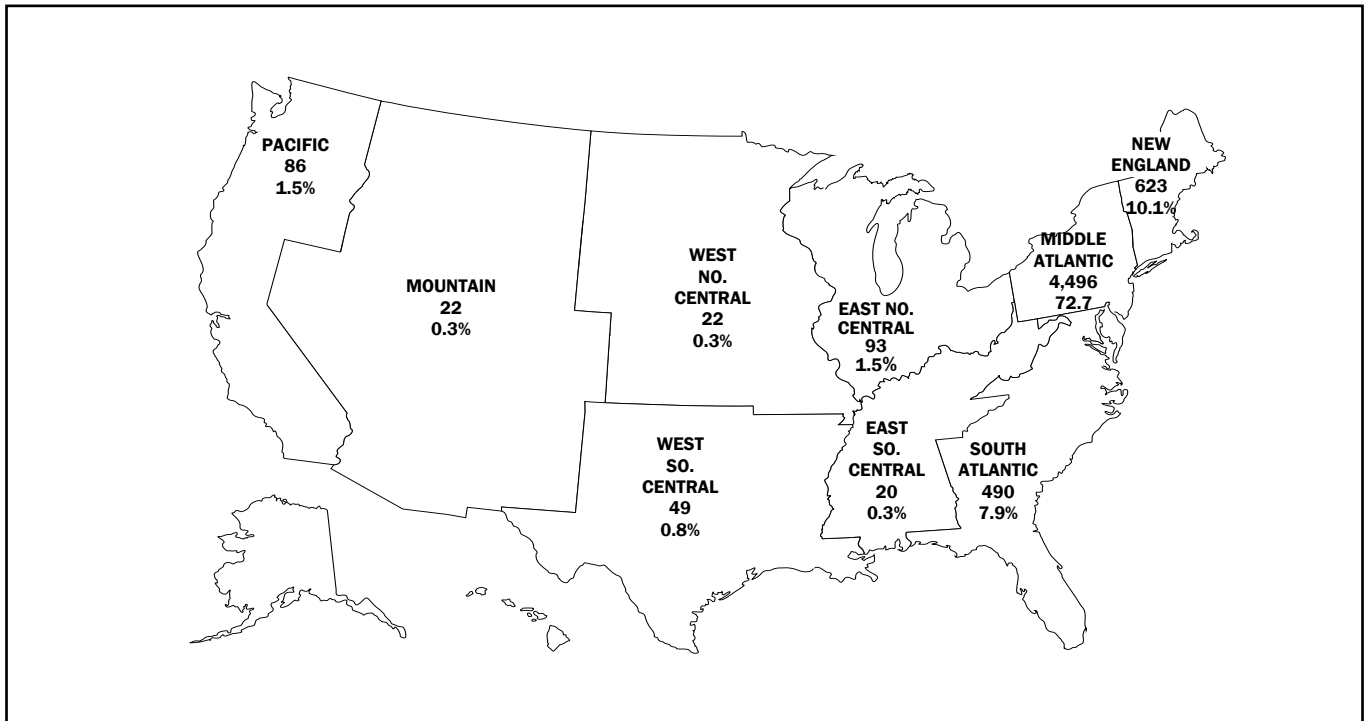 PACIFIC
86
1.5%
MOUNTAIN
22
0.3%
WEST
NO.
CENTRAL
22
0.3%
WEST
SO.
CENTRAL
49
0.8%
EAST NO.
CENTRAL
93
1.5%
EAST
SO.
CENTRAL
20
0.3%
SOUTH
ATLANTIC
490
7.9%
MIDDLE
ATLANTIC
4,496
72.7
NEW
ENGLAND
623
10.1%